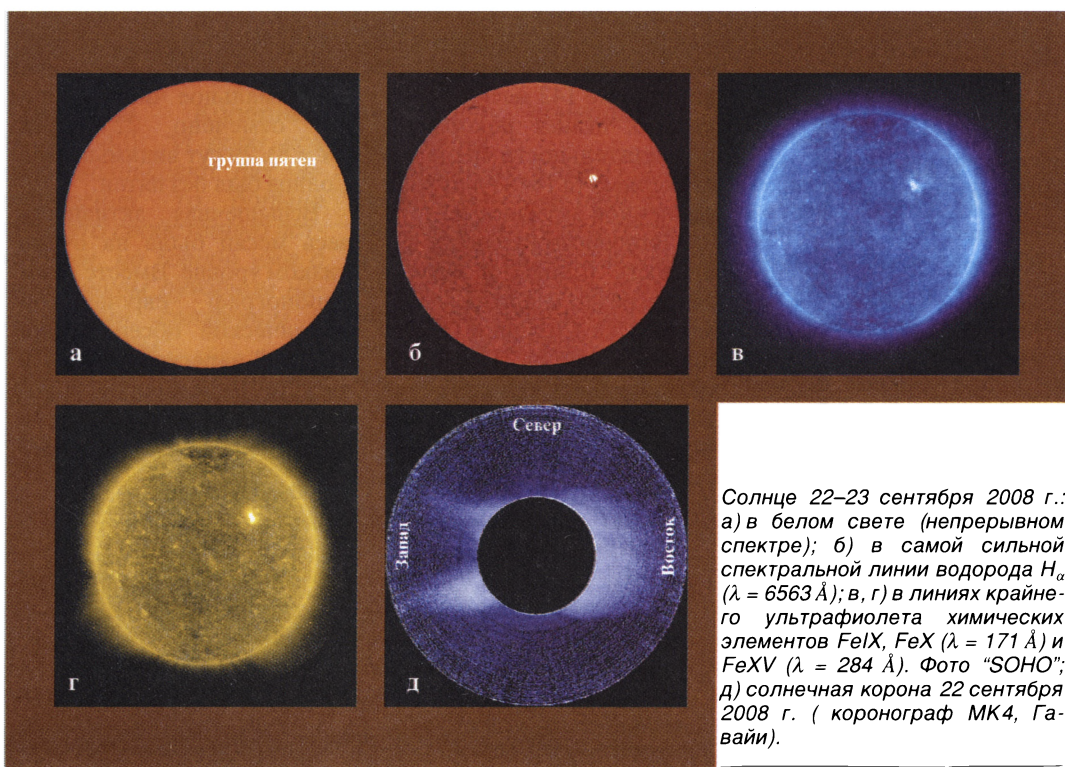 группа пятен
а
б
в
г
д
Север
Запад
Восток
Солнце 22–23 сентября 2008 г.:
а) в белом свете (непрерывном
спектре); б) в самой сильной
спектральной линии водорода Hα
(λ = 6563 Å); в, г) в линиях крайне-
го ультрафиолета химических
элементов FeIX, FeX (λ = 171 Å) и
FeXV (λ = 284 Å). Фото “SOHO”;
д) солнечная корона 22 сентября
2008 г. ( коронограф МК4, Га-
вайи).